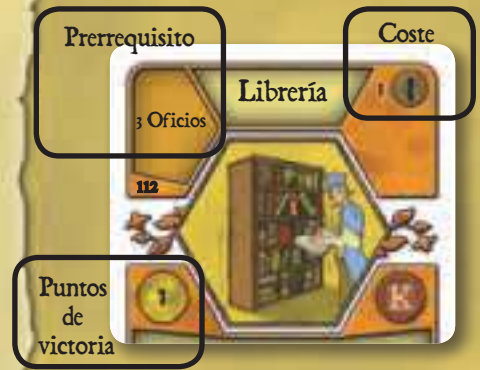 Prerrequisito
Coste
Librería
1
3 Oficios
112
1
K
Puntos
de
victoria